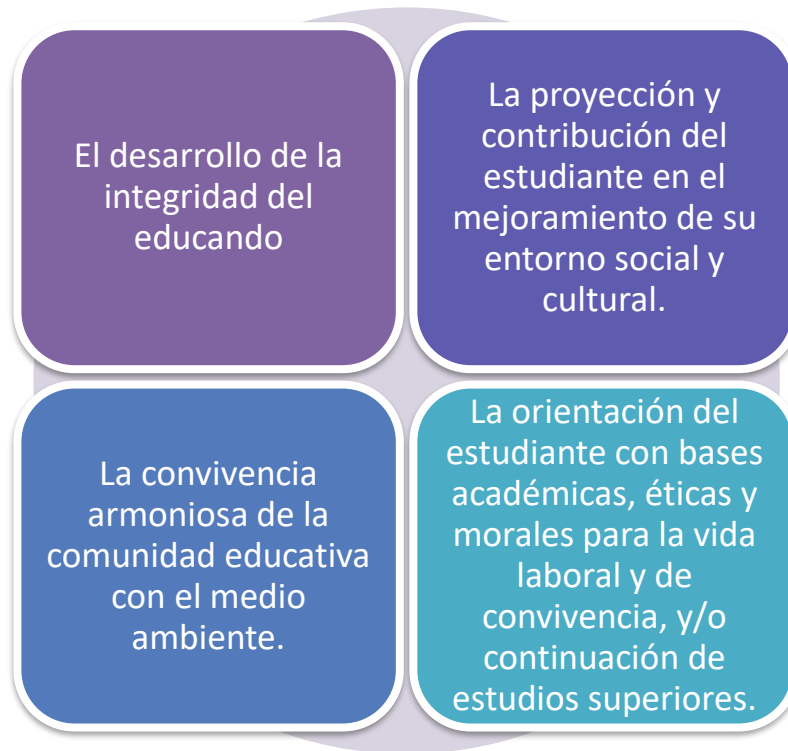 El desarrollo de la
integridad del
educando
La proyección y
contribución del
estudiante en el
mejoramiento de su
entorno social y
cultural.
La convivencia
armoniosa de la
comunidad educativa
con el medio
ambiente.
La orientación del
estudiante con bases
académicas, éticas y
morales para la vida
laboral y de
convivencia, y/o
continuación de
estudios superiores.